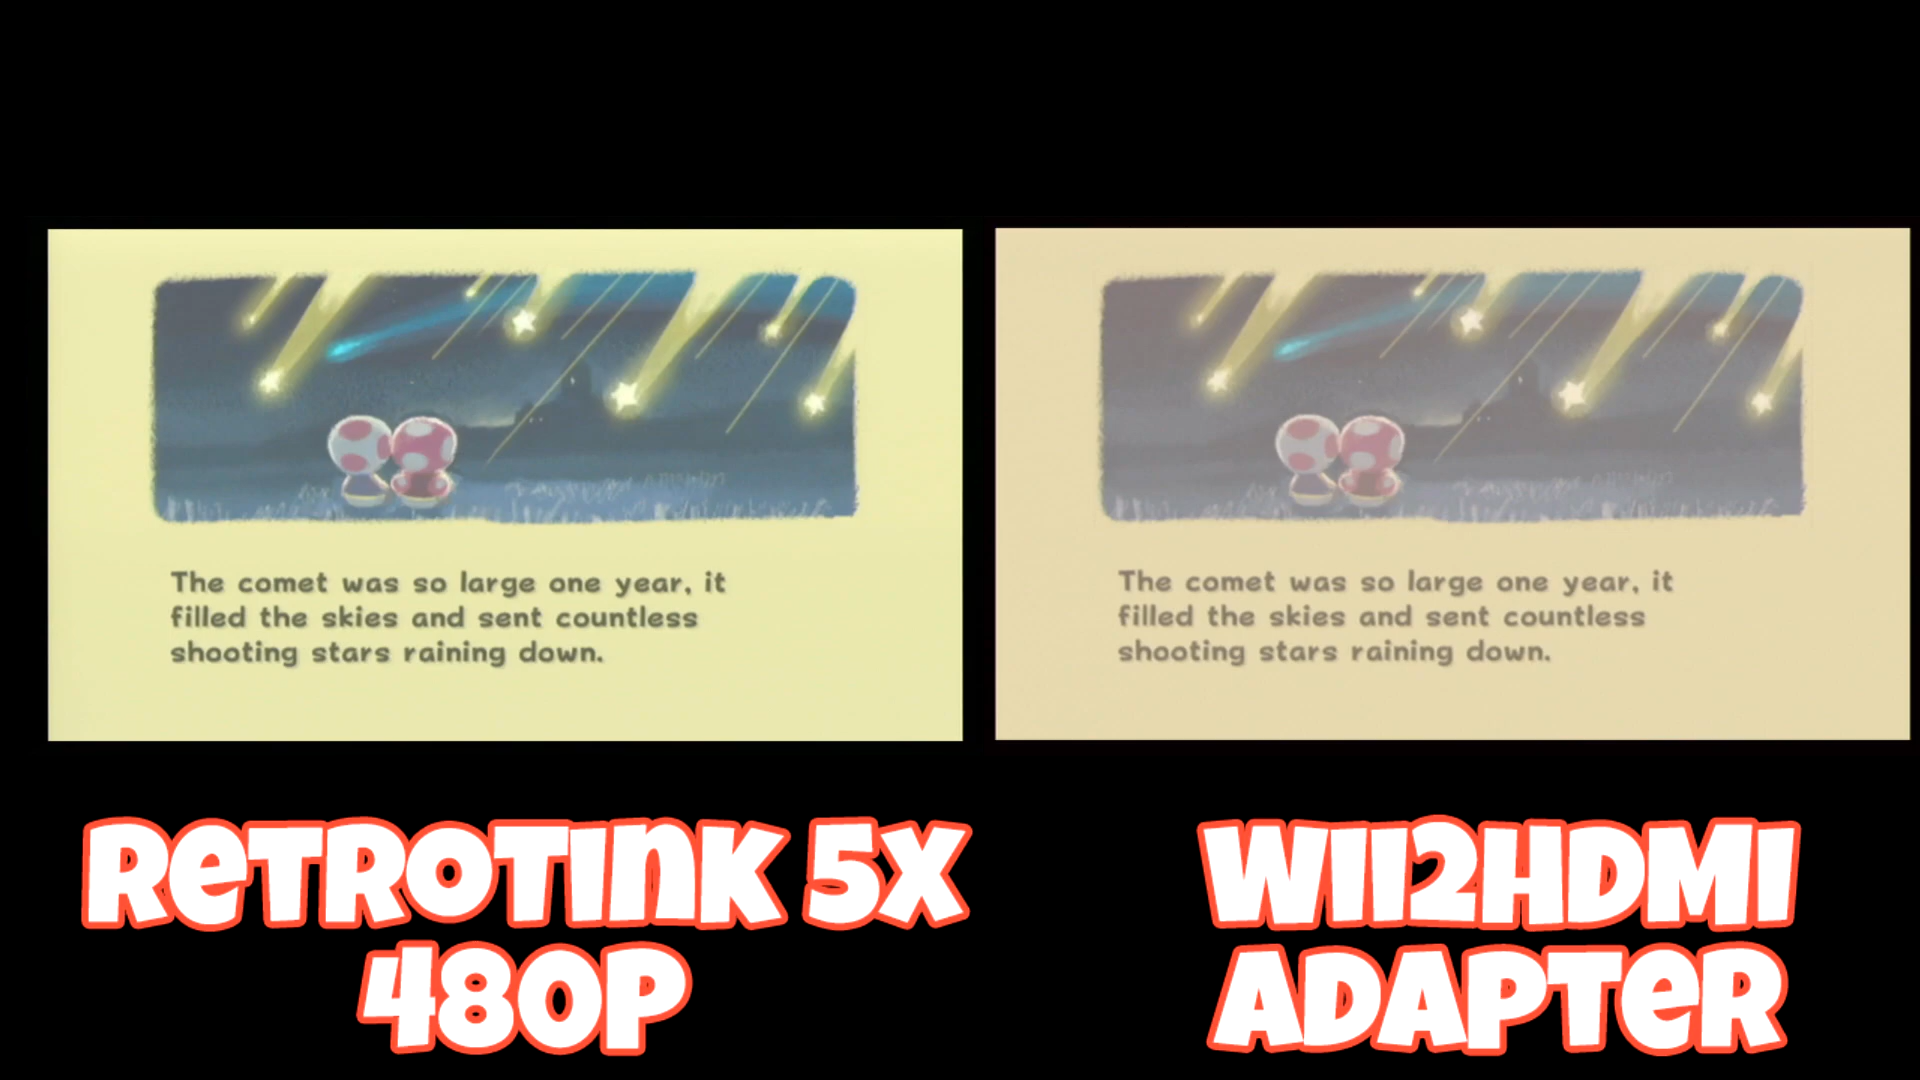 The comet was so large one year, it
filled the skies and sent countless
shooting stars raining down.
The comet was so large one year, it
filled the skies and sent countless
shooting stars raining down.
RETROTINK 5X
480P
WII2HDMI
ADAPTER